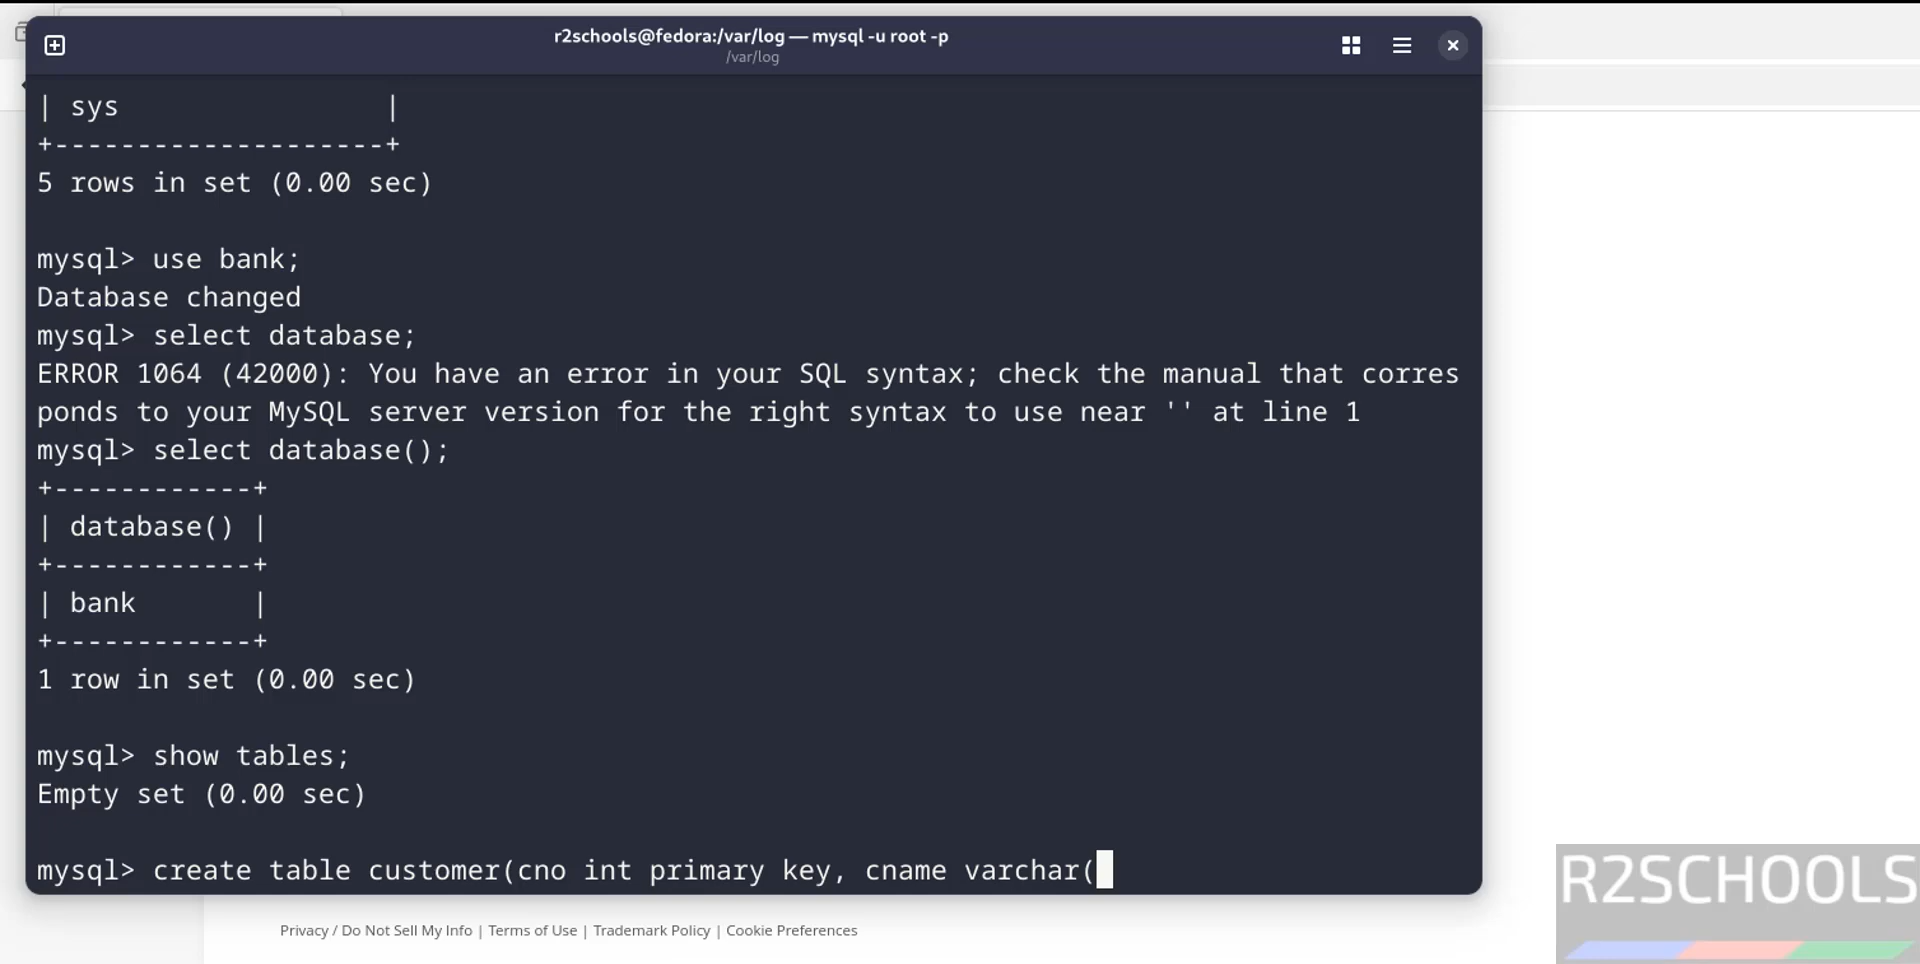 r2schools@fedora:/var/log — mysql -u root -p
/var/log
| sys                |
+--------------------+
5 rows in set (0.00 sec)
mysql> use bank;
Database changed
mysql> select database;
ERROR 1064 (42000): You have an error in your SQL syntax; check the manual that corres
ponds to your MySQL server version for the right syntax to use near '' at line 1
mysql> select database();
+------------+
| database() |
+------------+
| bank       |
+------------+
1 row in set (0.00 sec)
mysql> show tables;
Empty set (0.00 sec)
mysql> create table customer(cno int primary key, cname varchar(
R2SCHOOLS
Privacy / Do Not Sell My Info | Terms of Use | Trademark Policy | Cookie Preferences